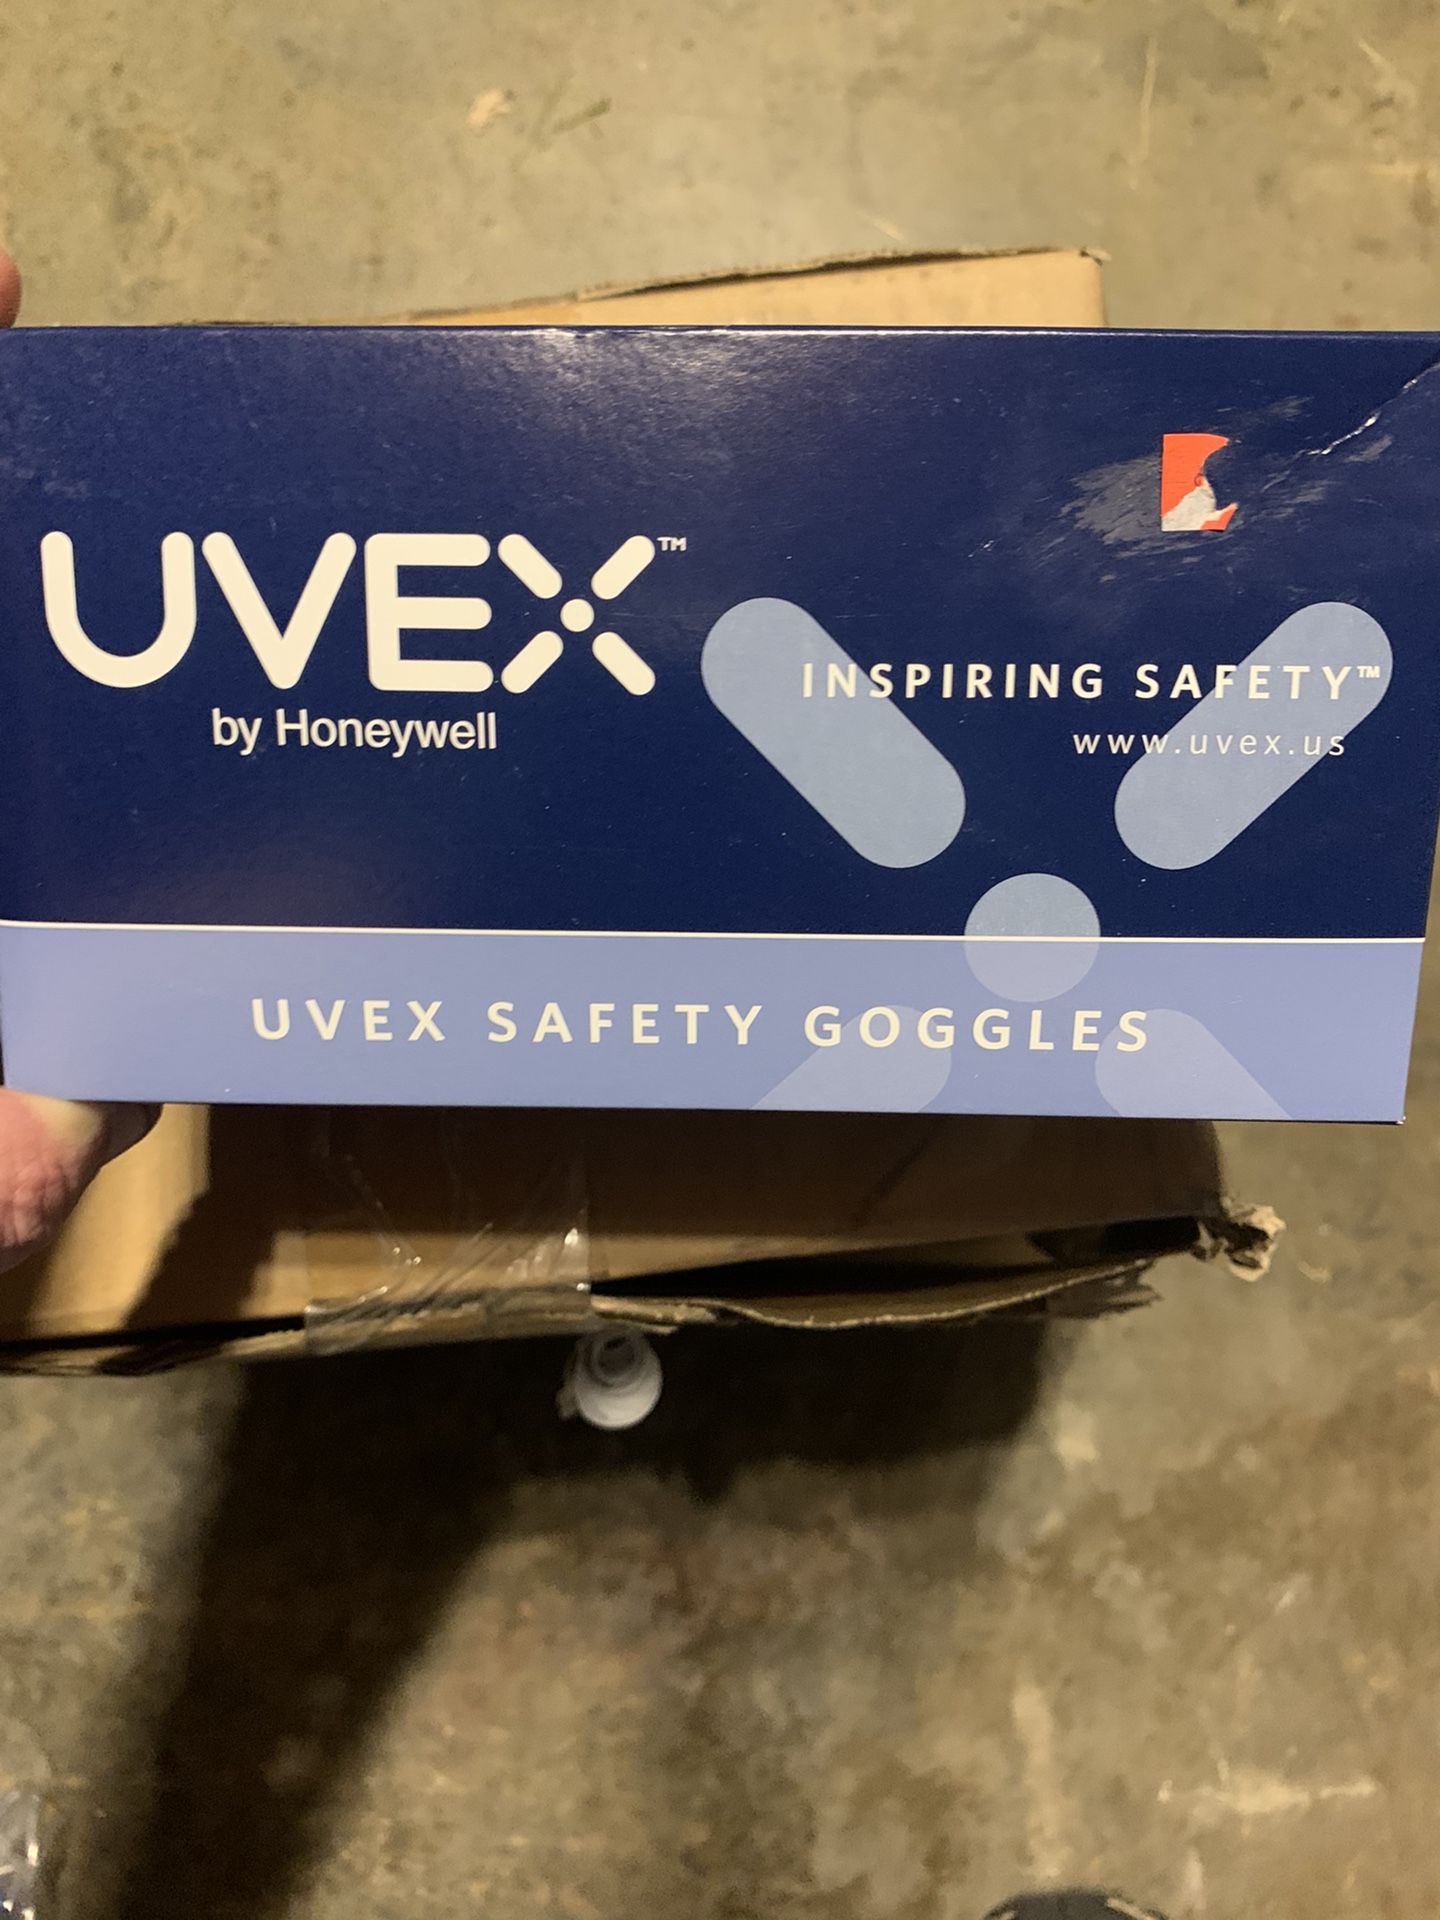 UVEX™
by Honeywell
INSPIRING SAFETY™
www.uvex.us
UVEX SAFETY GOGGLES